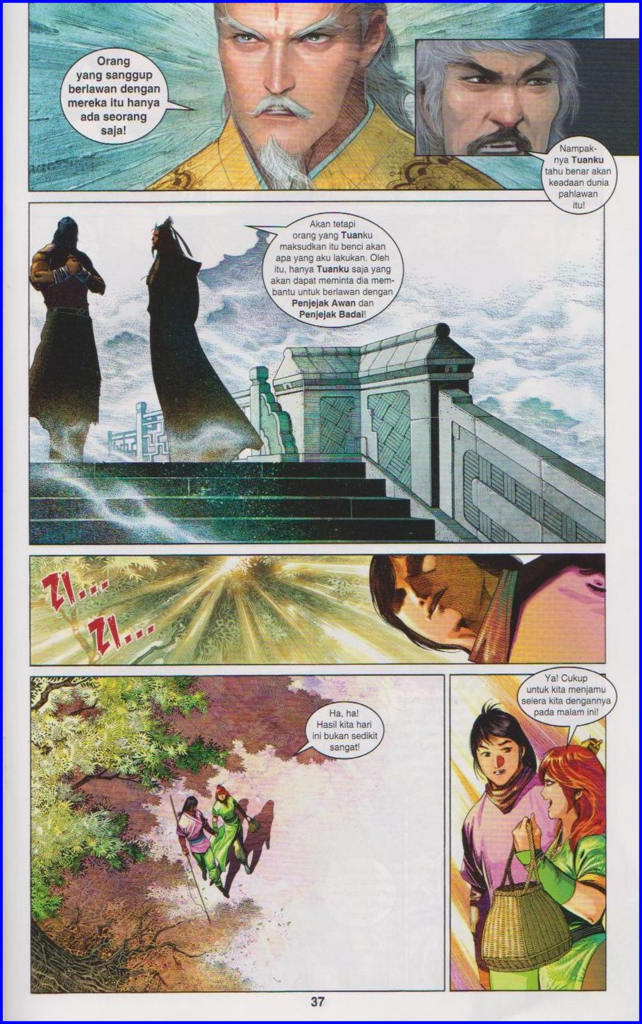 Orang
yang sanggup
berlawan dengan
mereka itu hanya
ada seorang
saja!
Nampak-
nya Tuanku
tahu benar akan
keadaan dunia
pahlawan
itu!
Akan tetapi
orang yang Tuanku
maksudkan itu benci akan
apa yang aku lakukan. Oleh
itu, hanya Tuanku saja yang
akan dapat meminta dia mem-
bantu untuk berlawan dengan
Penjejak Awan dan
Penjejak Badai!
ZI...
ZI...
Ha, ha!
Hasil kita hari
ini bukan sedikit
sangat!
Ya! Cukup
untuk kita menjamu
selera kita dengannya
pada malam ini!
37